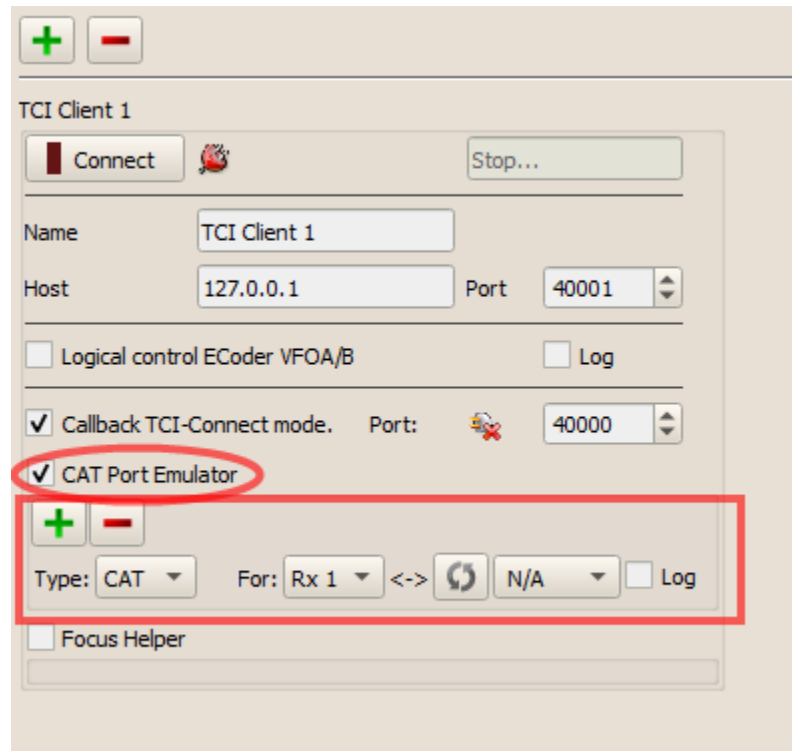 TCI Client 1
Connect Stop...
Name TCI Client 1
Host 127.0.0.1 Port 40001
Logical control ECoder VFOA/B Log
Callback TCI-Connect mode. Port: 40000
CAT Port Emulator
Type: CAT For: Rx 1 <-> N/A Log
Focus Helper